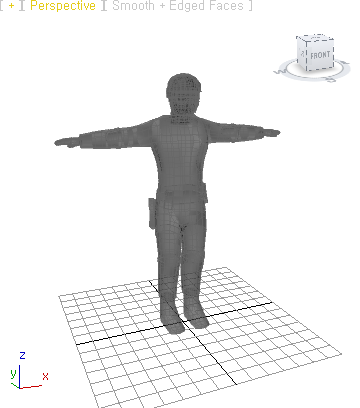 [ + ] Perspective ] Smooth + Edged Faces ]
FRONT
z
y
x